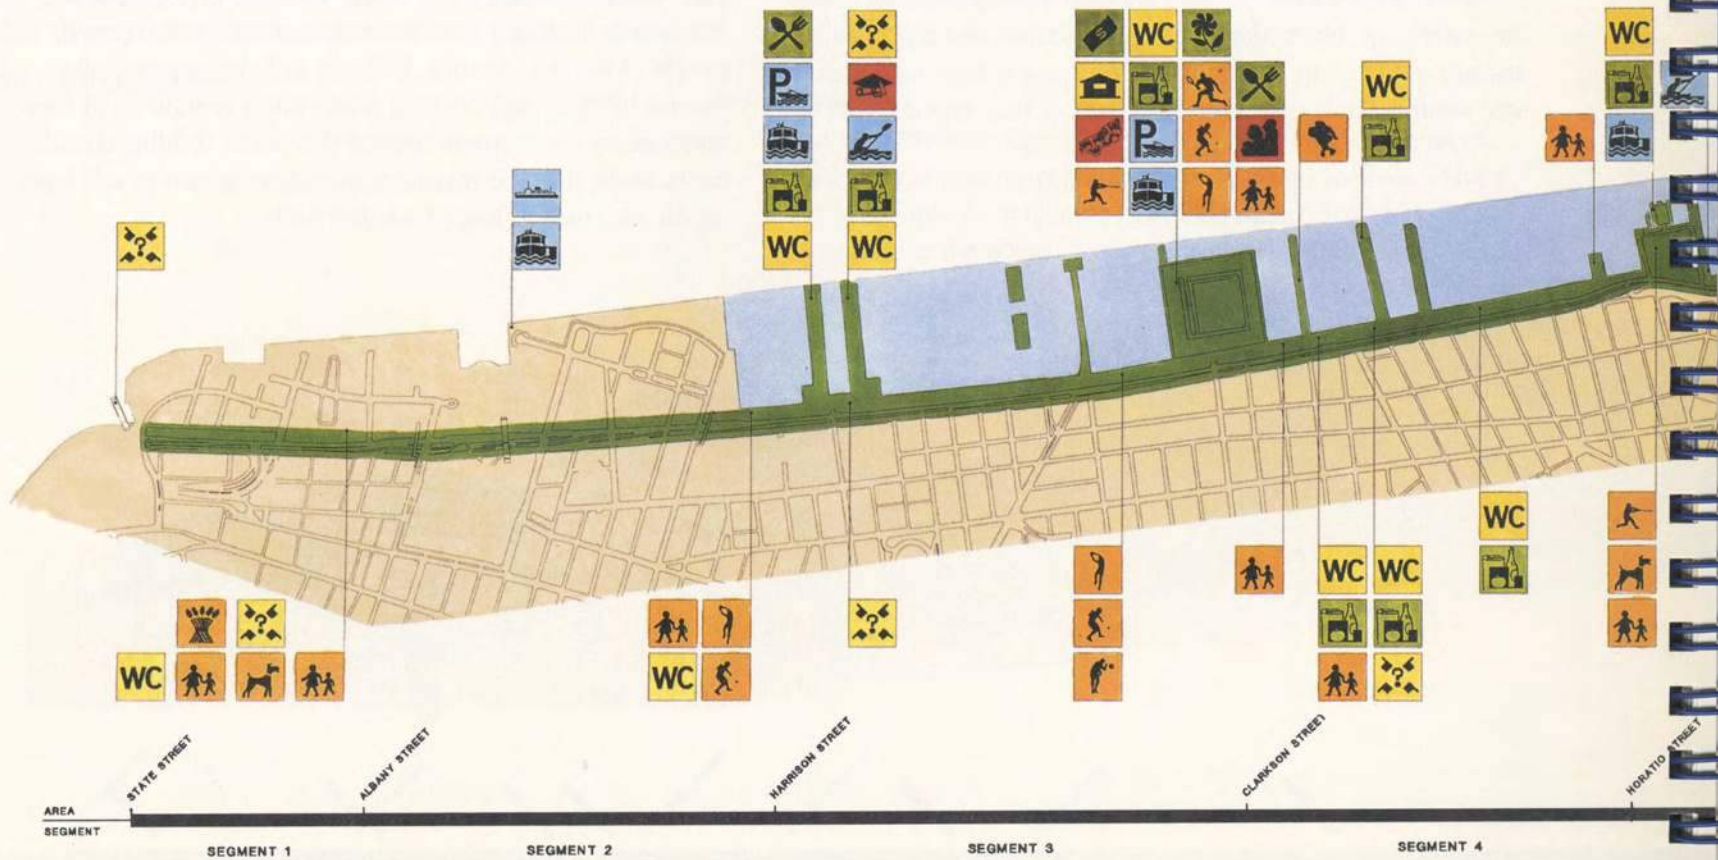 WC
WC
WC
P
P
WC
WC
?
?
WC
WC
WC
?
WC
WC
?
WC
WC
?
STATE STREET
ALBANY STREET
HARRISON STREET
CLARKSON STREET
HORATIO STREET
AREA
SEGMENT
SEGMENT 1
SEGMENT 2
SEGMENT 3
SEGMENT 4